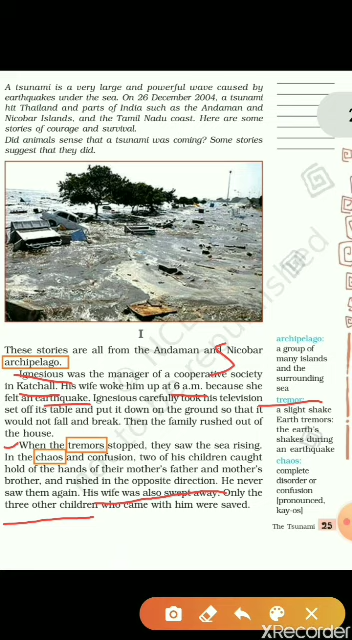 A tsunami is a very large and powerful wave caused by
earthquakes under the sea. On 26 December 2004, a tsunami
hit Thailand and parts of India such as the Andaman and
Nicobar Islands, and the Tamil Nadu coast. Here are some
stories of courage and survival.
Did animals sense that a tsunami was coming? Some stories
suggest that they did.
I
These stories are all from the Andaman and Nicobar
archipelago.
Ignesious was the manager of a cooperative society
in Katchall. His wife woke him up at 6 a.m. because she
felt an earthquake. Ignesious carefully took his television
set off its table and put it down on the ground so that it
would not fall and break. Then the family rushed out of
the house.
When the tremors stopped, they saw the sea rising.
In the chaos and confusion, two of his children caught
hold of the hands of their mother's father and mother's
brother, and rushed in the opposite direction. He never
saw them again. His wife was also swept away. Only the
three other children who came with him were saved.
archipelago:
a group of
many islands
and the
surrounding
sea
tremor:
a slight shake
Earth tremors:
the earth's
shakes during
an earthquake
chaos:
complete
disorder or
confusion
[pronounced,
kay-os]
The Tsunami 25
2
XRecorder